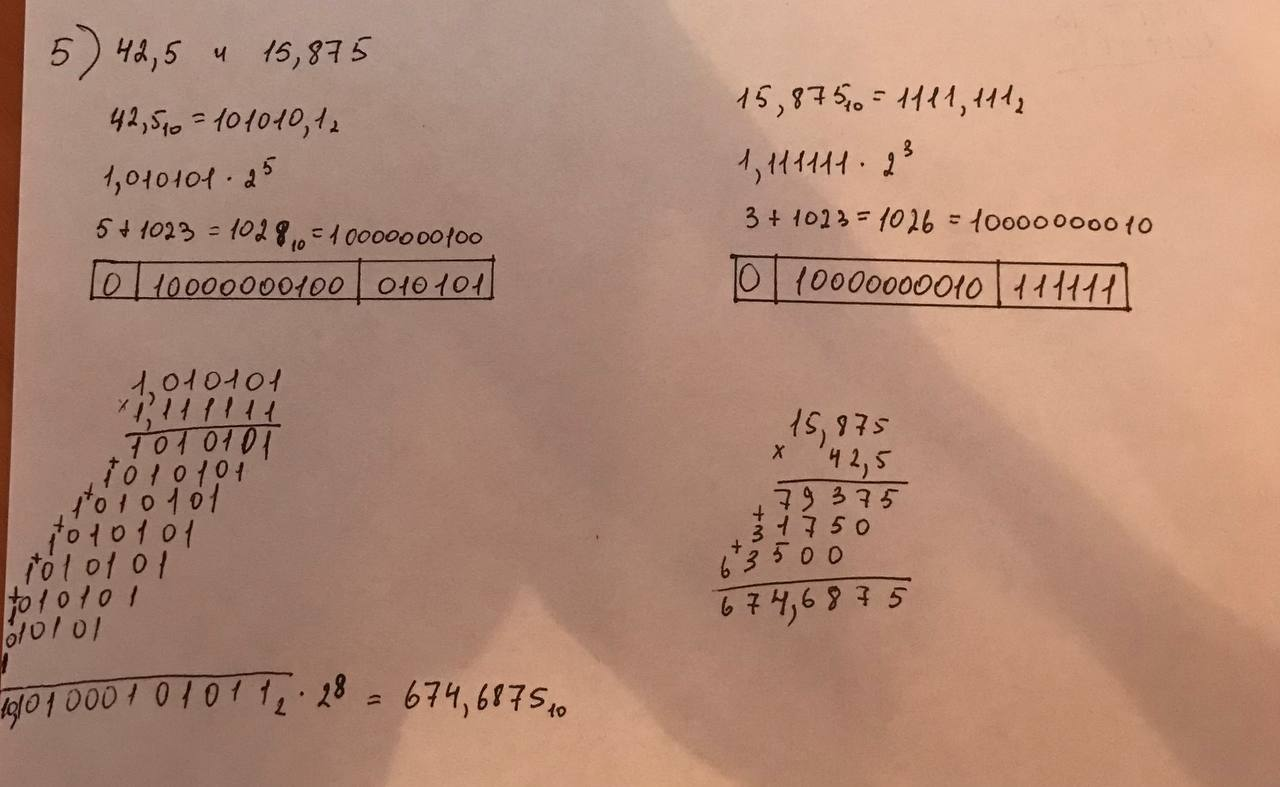 5) 42,5 и 15,875
42,5₁₀ = 101010,1₂
1,010101 · 2⁵
5 + 1023 = 1028₁₀ = 10000000100
0 10000000100 010101
15,875₁₀ = 1111,111₂
1,111111 · 2³
3 + 1023 = 1026 = 10000000010
0 10000000010 111111
1,010101
× 1,111111
1010101
+ 1010101
+ 1010101
+ 1010101
+ 1010101
+ 1010101
1010101
10,101000101011₂ · 2⁸ = 674,6875₁₀
15,875
× 42,5
79375
+ 31750
+ 63500
674,6875